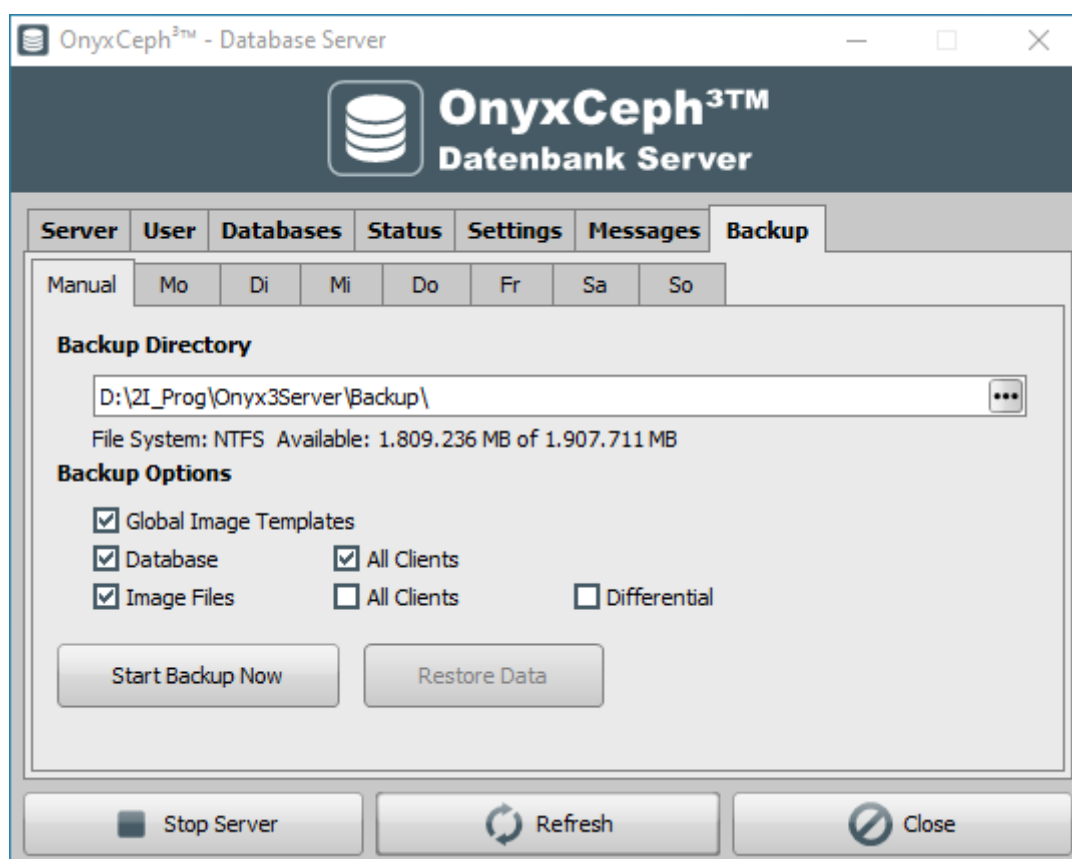 OnyxCeph³™ - Database Server
OnyxCeph³TM
Datenbank Server
Server User Databases Status Settings Messages Backup
Manual Mo Di Mi Do Fr Sa So
Backup Directory
D:\2I_Prog\Onyx3Server\Backup\
File System: NTFS Available: 1.809.236 MB of 1.907.711 MB
Backup Options
Global Image Templates
Database All Clients
Image Files All Clients Differential
Start Backup Now Restore Data
Stop Server Refresh Close